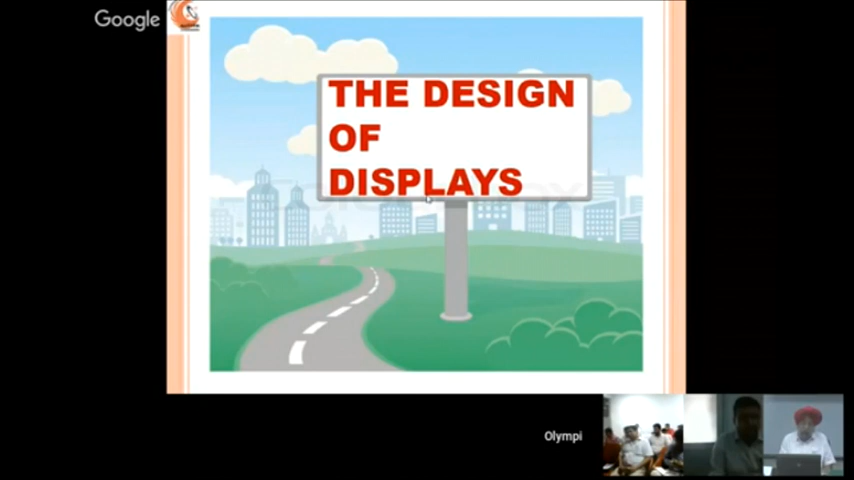 Google
THE DESIGN
OF
DISPLAYS
Olympi